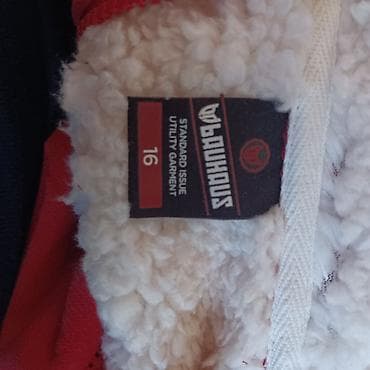 BAUHAUS
STANDARD ISSUE
UTILITY GARMENT
16